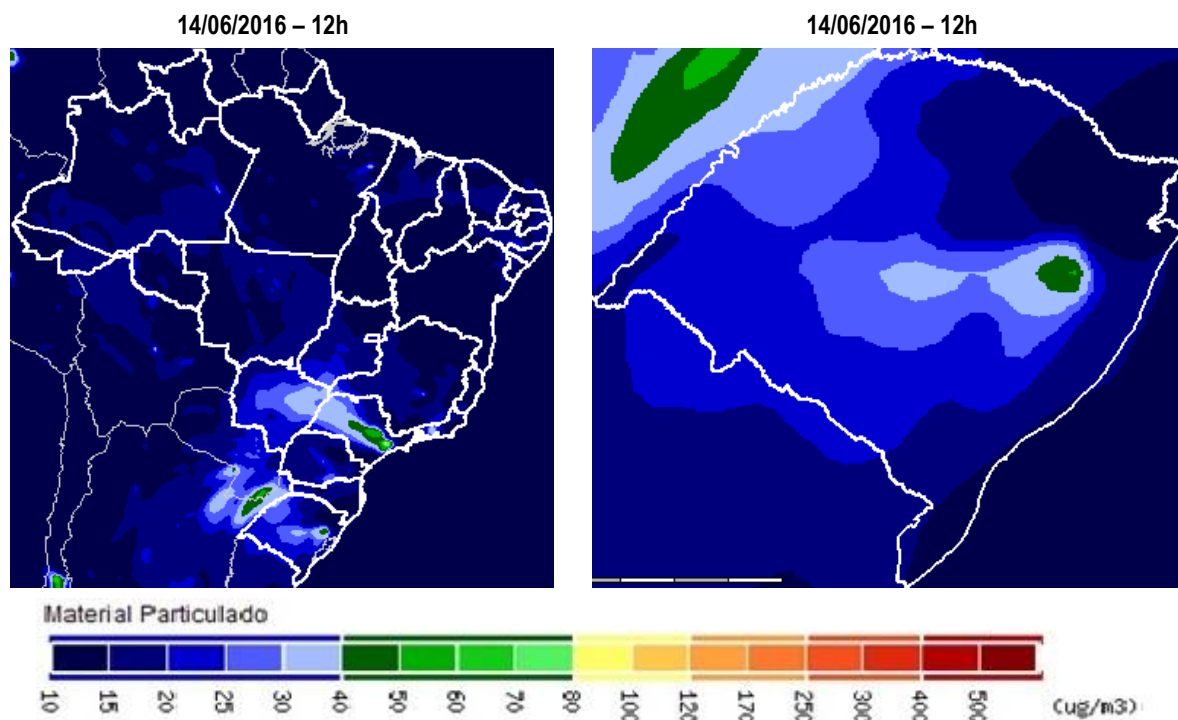 14/06/2016 – 12h
14/06/2016 – 12h
Material Particulado
10 15 20 25 30 40 50 60 70 80 100 120 170 250 400 500 (ug/m3)